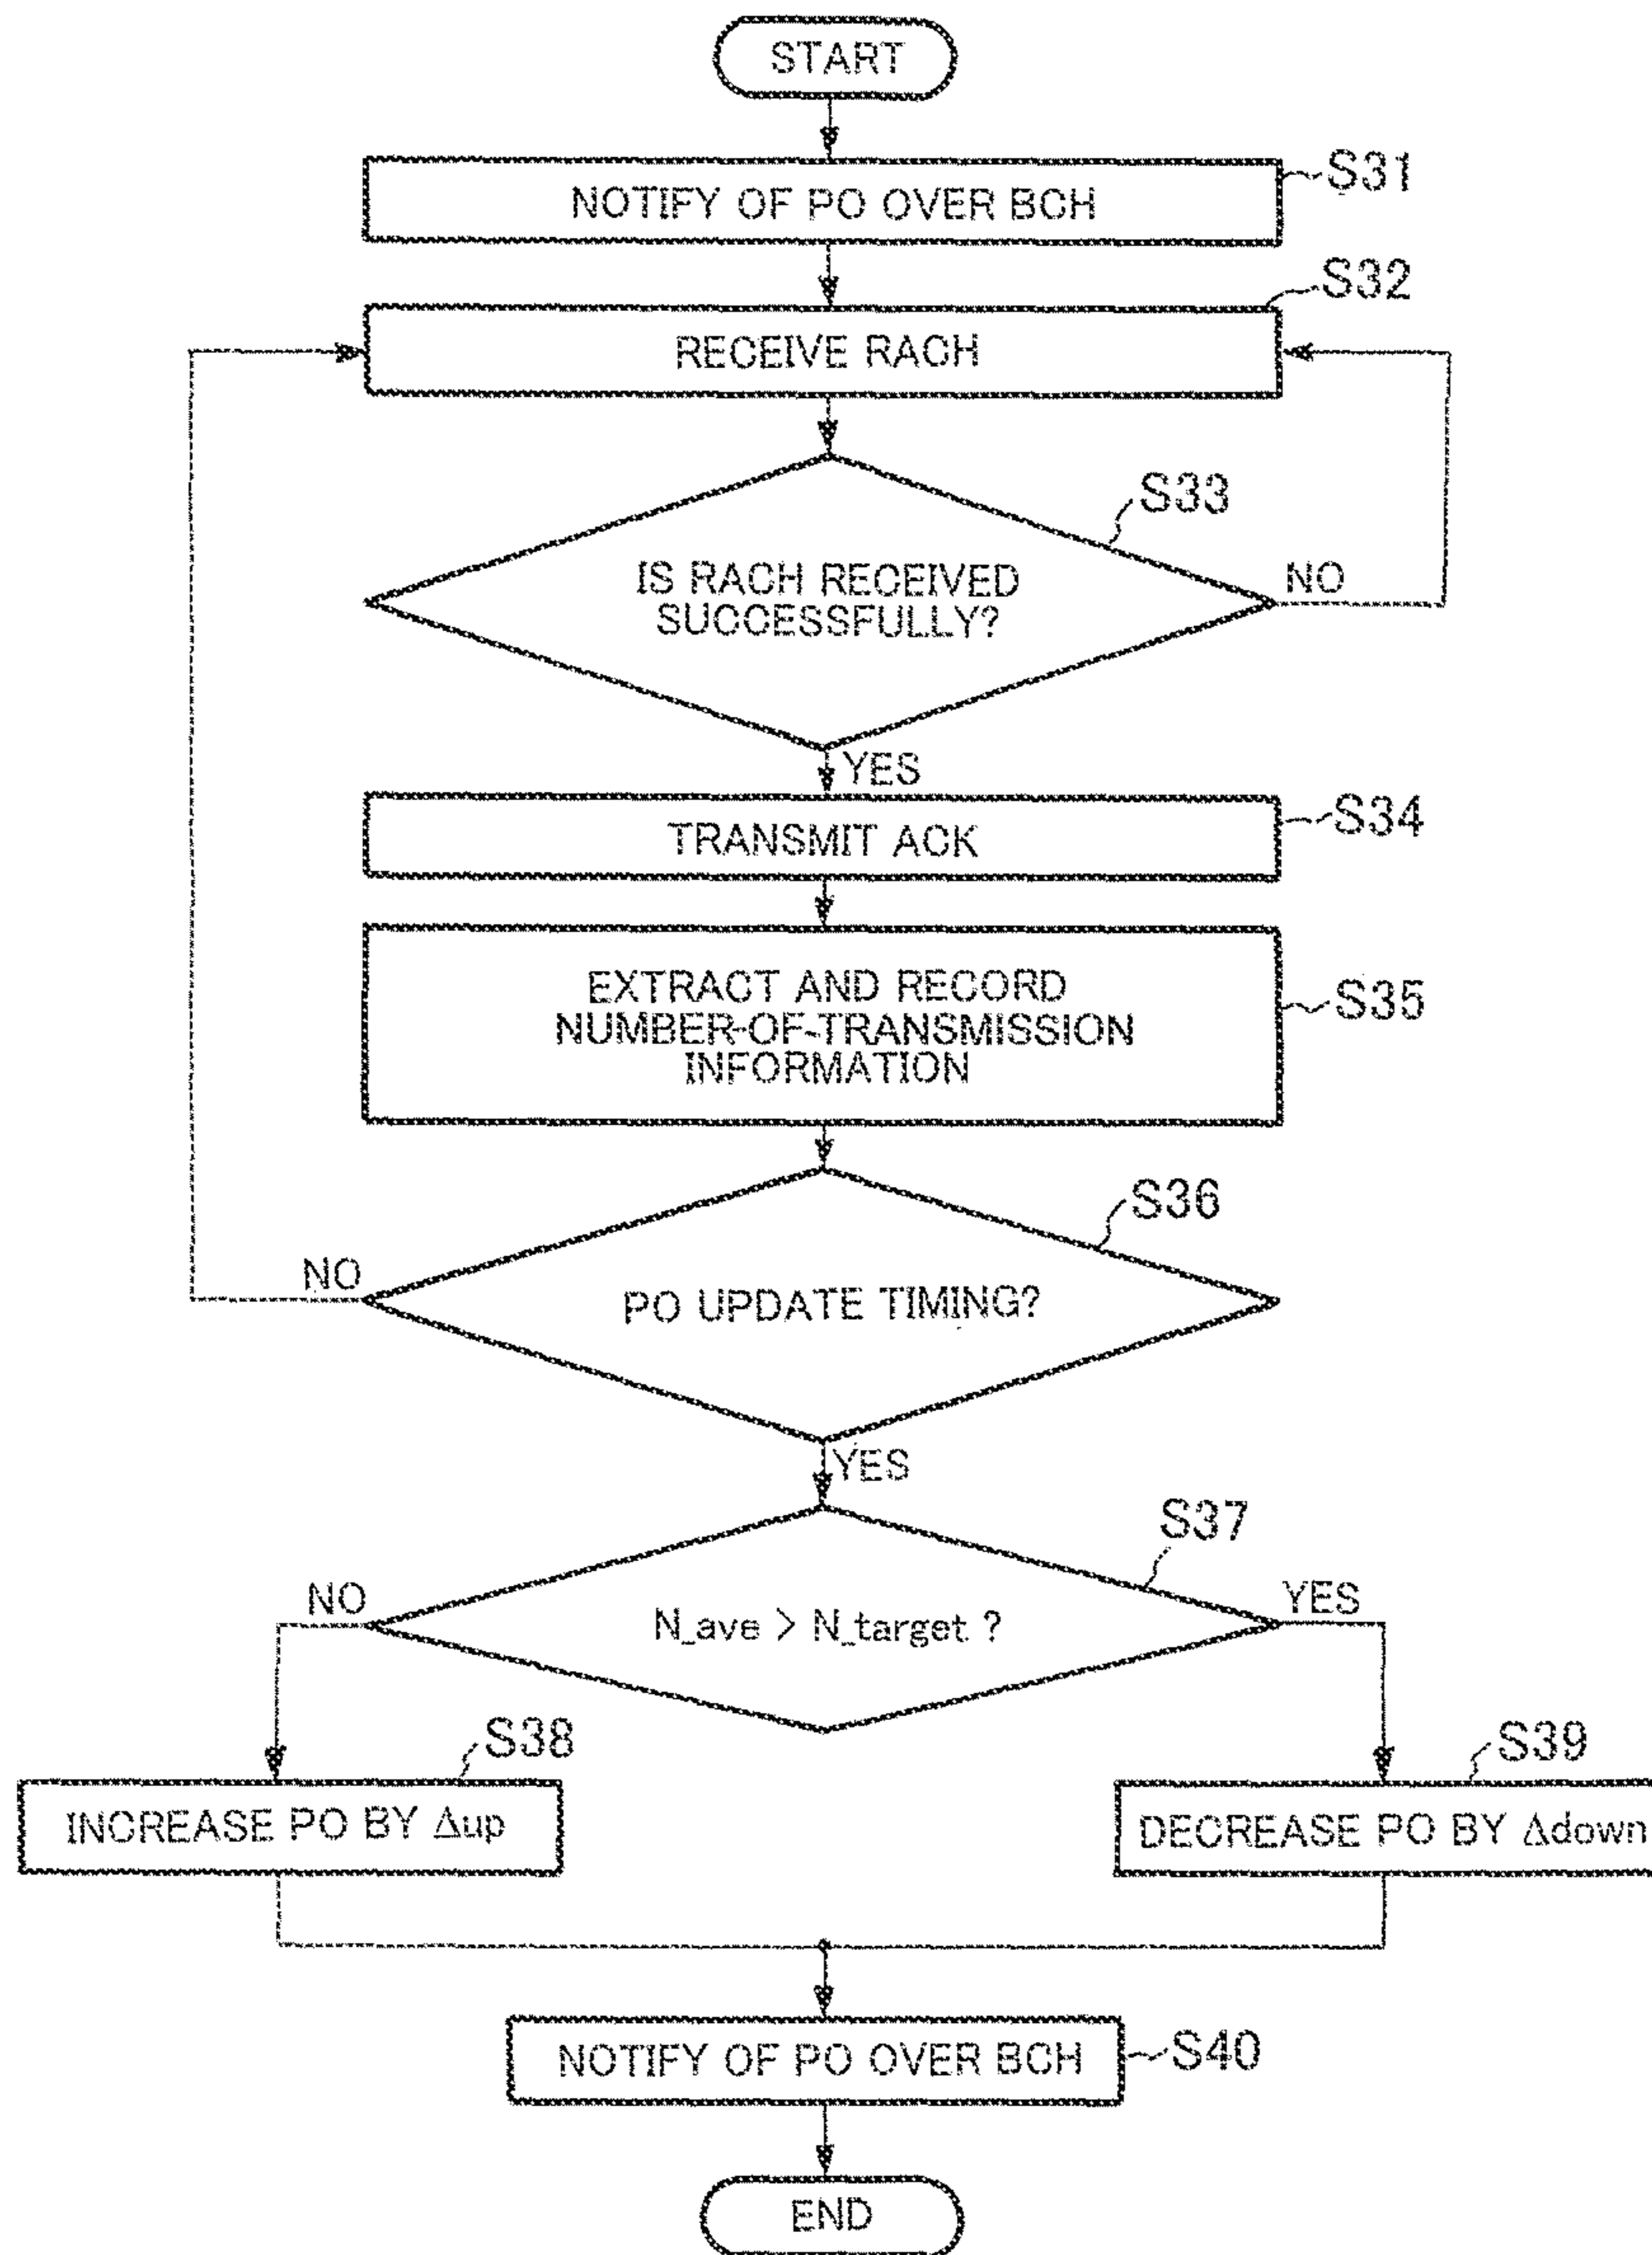 START
NOTIFY OF PO OVER BCH
S31
S32
RECEIVE RACH
S33
IS RACH RECEIVED
SUCCESSFULLY?
NO
YES
TRANSMIT ACK
S34
EXTRACT AND RECORD
NUMBER-OF-TRANSMISSION
INFORMATION
S35
S36
NO
PO UPDATE TIMING?
YES
S37
NO
N_ave > N_target ?
YES
S38
INCREASE PO BY Δup
S39
DECREASE PO BY Δdown
NOTIFY OF PO OVER BCH
S40
END